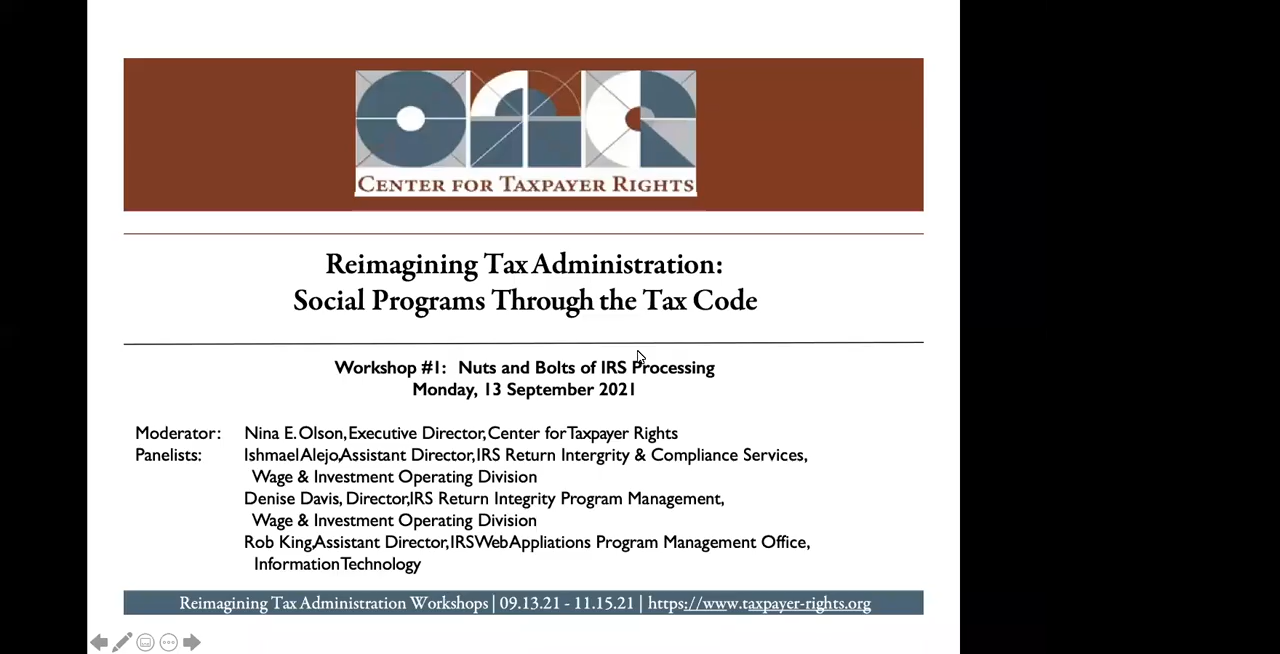 CENTER FOR TAXPAYER RIGHTS
Reimagining Tax Administration:
Social Programs Through the Tax Code
Workshop #1: Nuts and Bolts of IRS Processing
Monday, 13 September 2021
Moderator: Nina E. Olson, Executive Director, Center for Taxpayer Rights
Panelists: Ishmael Alejo, Assistant Director, IRS Return Intergrity & Compliance Services,
Wage & Investment Operating Division
Denise Davis, Director, IRS Return Integrity Program Management,
Wage & Investment Operating Division
Rob King, Assistant Director, IRS Web Appliations Program Management Office,
Information Technology
Reimagining Tax Administration Workshops | 09.13.21 - 11.15.21 | https://www.taxpayer-rights.org